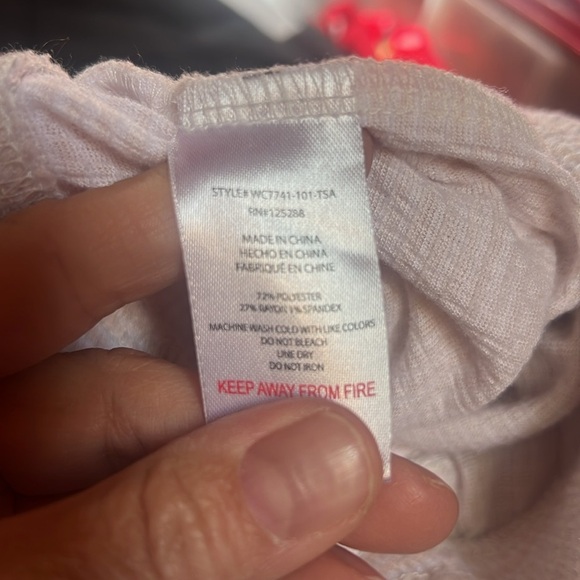 STYLE# WCT741-101-TSA
RN#125288
MADE IN CHINA
HECHO EN CHINA
FABRIQUÉ EN CHINE
72% POLYESTER
27% RAYON 1% SPANDEX
MACHINE WASH COLD WITH LIKE COLORS
DO NOT BLEACH
LINE DRY
DO NOT IRON
KEEP AWAY FROM FIRE